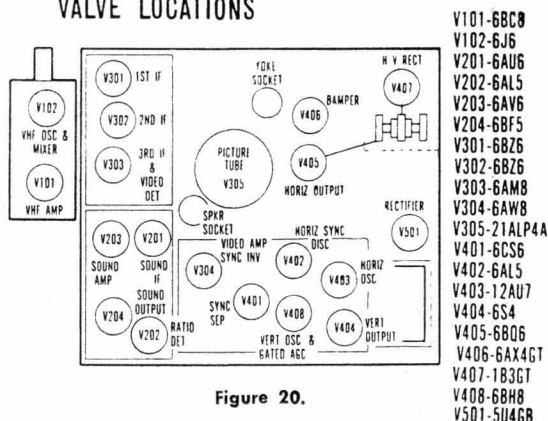 VALVE LOCATIONS
V101-6BC8
V102-6J6
V201-6AU6
V202-6AL5
V203-6AV6
V204-6BF5
V301-6BZ6
V302-6BZ6
V303-6AM8
V304-6AW8
V305-21ALP4A
V401-6CS6
V402-6AL5
V403-12AU7
V404-6S4
V405-6BQ6
V406-6AX4GT
V407-1B3GT
V408-6BH8
V501-5U4GB
V102
VHF OSC &
MIXER
V101
VHF AMP
V301
1ST IF
V302
2ND IF
V303
3RD IF
&
VIDEO
DET
YOKE
SOCKET
BAMPER
V406
H V RECT
V407
PICTURE
TUBE
V305
V405
HORIZ OUTPUT
SPKR
SOCKET
RECTIFIER
V501
V203
SOUND
AMP
V201
SOUND
IF
SOUND
OUTPUT
V204
V202
RATIO
DET
VIDEO AMP
SYNC INV
V304
HORIZ SYNC
DISC
V402
V403
HORIZ
OSC
SYNC
SEP
V401
V408
VERT OSC &
GATED AGC
V404
VERT
OUTPUT
Figure 20.